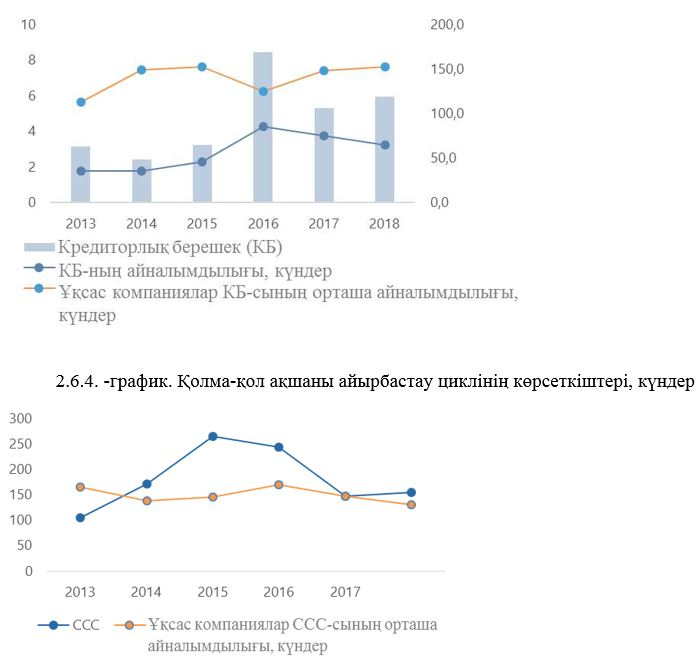 10
200,0
8
150,0
6
100,0
4
50,0
2
0
0,0
2013 2014 2015 2016 2017 2018
Кредиторлық берешек (КБ)
КБ-ның айналымдылығы, күндер
Ұқсас компаниялар КБ-сының орташа айналымдылығы,
күндер
2.6.4. -график. Қолма-қол ақшаны айырбастау циклінің көрсеткіштері, күндер
300
250
200
150
100
50
0
2013 2014 2015 2016 2017
CCC
Ұқсас компаниялар ССС-сының орташа
айналымдылығы, күндер